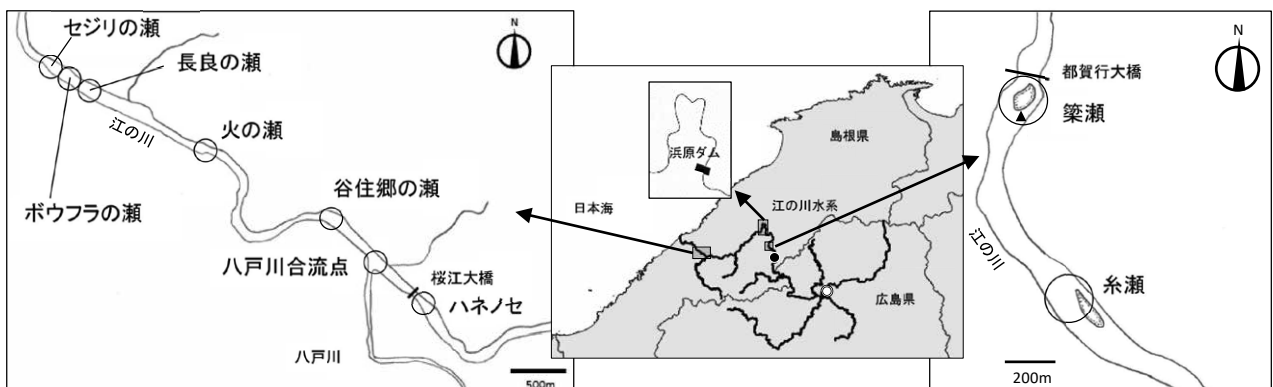 セジリの瀬
長良の瀬
江の川
火の瀬
ボウフラの瀬
谷住郷の瀬
八戸川合流点
桜江大橋
ハネノセ
八戸川
N
500m
浜原ダム
島根県
日本海
江の川水系
広島県
N
都賀行大橋
簗瀬
江の川
糸瀬
200m